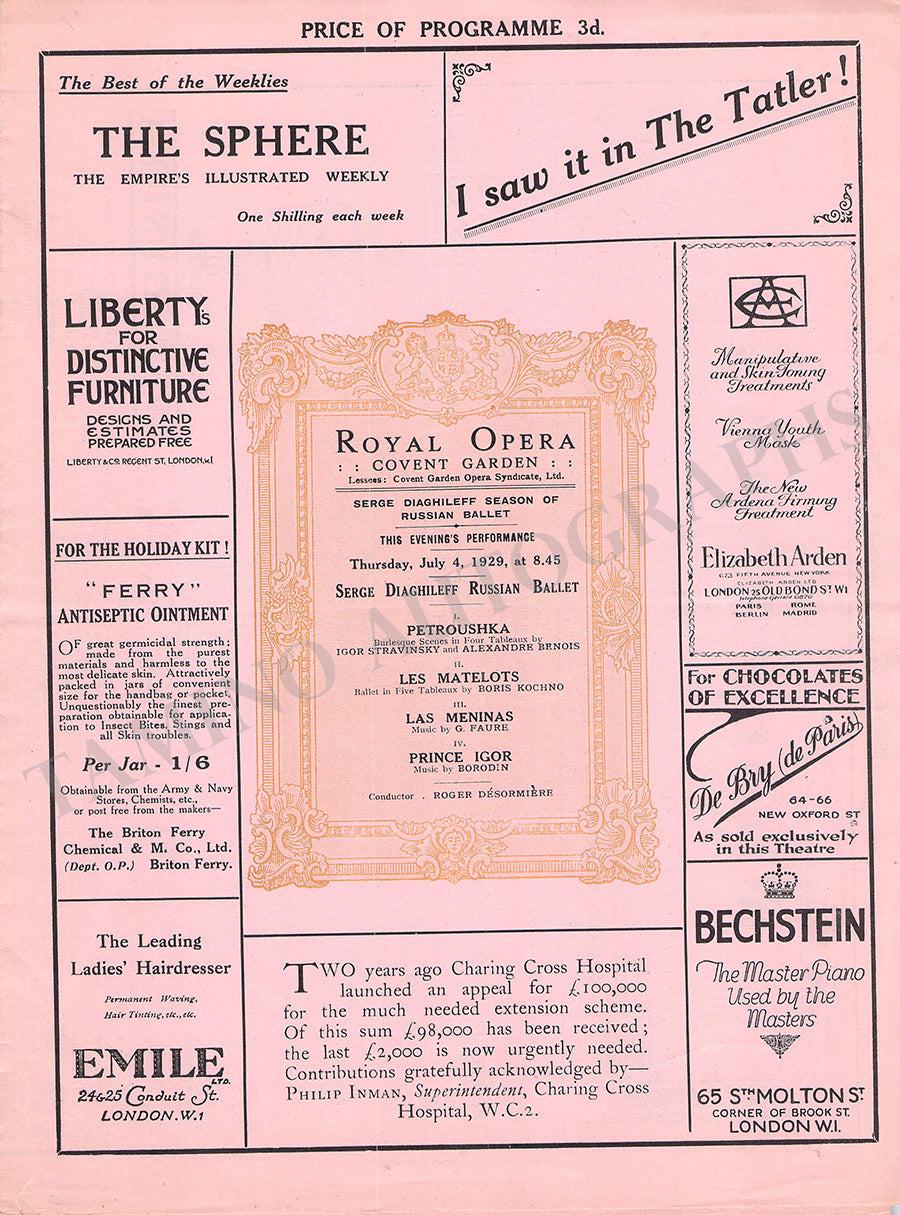 PRICE OF PROGRAMME 3d.
The Best of the Weeklies
THE SPHERE
THE EMPIRE'S ILLUSTRATED WEEKLY
One Shilling each week
I saw it in The Tatler!
LIBERTY'S
FOR
DISTINCTIVE
FURNITURE
DESIGNS AND
ESTIMATES
PREPARED FREE
LIBERTY & CO. REGENT ST, LONDON, W.1
FOR THE HOLIDAY KIT!
"FERRY"
ANTISEPTIC OINTMENT
OF great germicidal strength;
made from the purest
materials and harmless to the
most delicate skin. Attractively
packed in jars of convenient
size for the handbag or pocket.
Unquestionably the finest pre-
paration obtainable for applica-
tion to Insect Bites, Stings and
all Skin troubles.
Per Jar - 1/6
Obtainable from the Army & Navy
Stores, Chemists, etc.,
or post free from the makers—
The Briton Ferry
Chemical & M. Co., Ltd.
(Dept. O.P.) Briton Ferry.
The Leading
Ladies' Hairdresser
Permanent Waving,
Hair Tinting, etc., etc.
EMILE LTD.
24&25 Conduit St.
LONDON. W.1
ROYAL OPERA
: : COVENT GARDEN : :
Lessees: Covent Garden Opera Syndicate, Ltd.
SERGE DIAGHILEFF SEASON OF
RUSSIAN BALLET
THIS EVENING'S PERFORMANCE
Thursday, July 4, 1929, at 8.45
SERGE DIAGHILEFF RUSSIAN BALLET
I.
PETROUSHKA
Burlesque Scenes in Four Tableaux by
IGOR STRAVINSKY and ALEXANDRE BENOIS
II.
LES MATELOTS
Ballet in Five Tableaux by BORIS KOCHNO
III.
LAS MENINAS
Music by G. FAURE
IV.
PRINCE IGOR
Music by BORODIN
Conductor . ROGER DÉSORMIÈRE
TWO years ago Charing Cross Hospital
launched an appeal for £100,000
for the much needed extension scheme.
Of this sum £98,000 has been received;
the last £2,000 is now urgently needed.
Contributions gratefully acknowledged by—
PHILIP INMAN, Superintendent, Charing Cross
Hospital, W.C.2.
Manipulative
and Skin Toning
Treatments
Vienna Youth
Mask
The New
Ardena Firming
Treatment
Elizabeth Arden
673 FIFTH AVENUE NEW YORK
ELIZABETH ARDEN LTD
LONDON 25 OLD BOND ST W1
Telephone Gerrard 0870
PARIS ROME
BERLIN MADRID
For CHOCOLATES
OF EXCELLENCE
De Bry (de Paris)
64-66
NEW OXFORD ST
As sold exclusively
in this Theatre
BECHSTEIN
The Master Piano
Used by the
Masters
65 STH MOLTON ST
CORNER OF BROOK ST.
LONDON W.I.
TAMINO AUTOGRAPHS